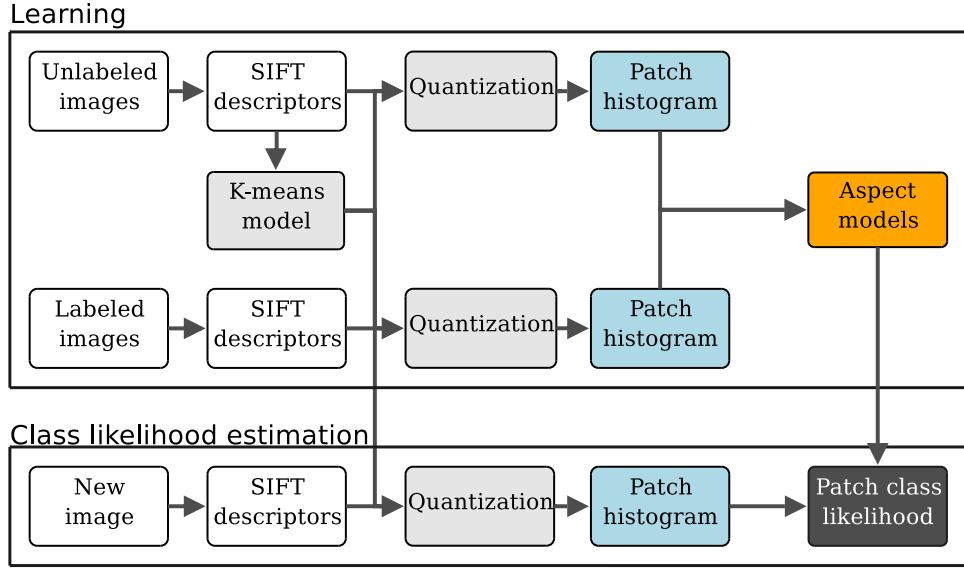 Learning
Unlabeled
images
SIFT
descriptors
Quantization
Patch
histogram
K-means
model
Aspect
models
Labeled
images
SIFT
descriptors
Quantization
Patch
histogram
Class likelihood estimation
New
image
SIFT
descriptors
Quantization
Patch
histogram
Patch class
likelihood